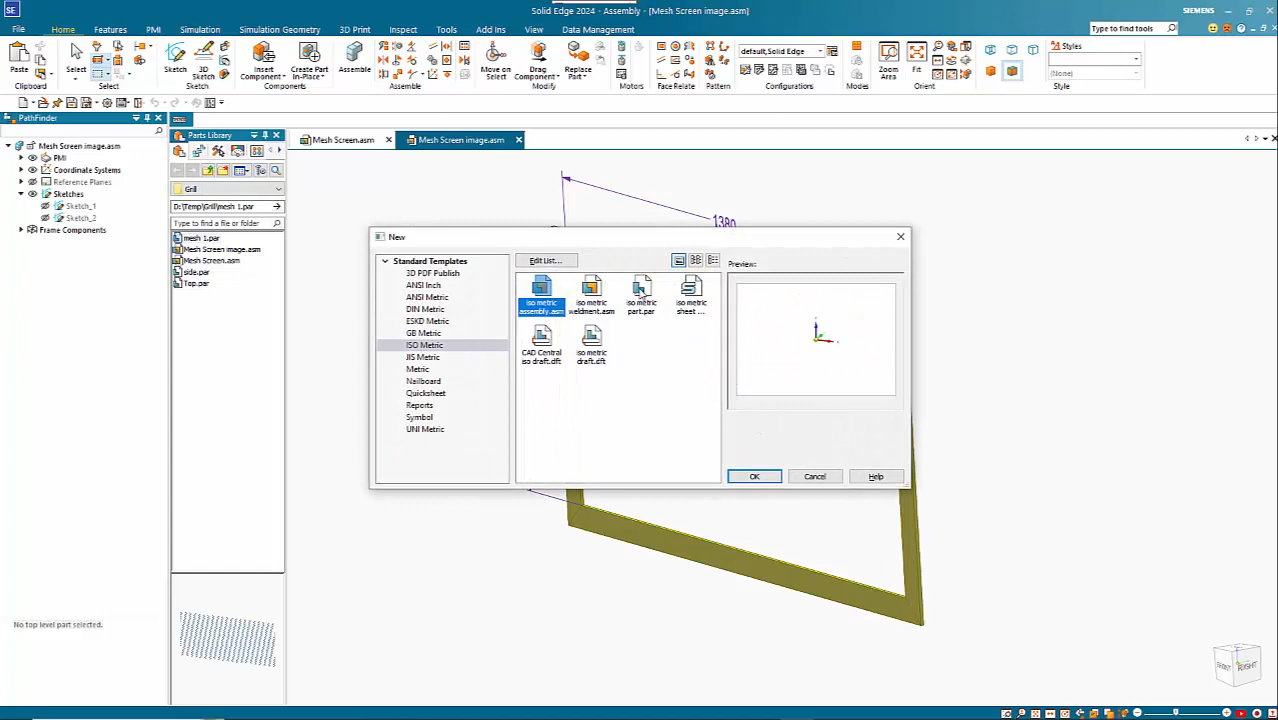 SE
Solid Edge 2024 - Assembly - [Mesh Screen image.asm]
SIEMENS
File
Home
Features
PMI
Simulation
Simulation Geometry
3D Print
Inspect
Tools
Add Ins
View
Data Management
Type to find tools
Paste
Select
Sketch
3D
Sketch
Insert
Component
Create Part
In-Place
Assemble
Move on
Select
Drag
Component
Replace
Part
default,Solid Edge
Zoom
Area
Fit
Styles
(None)
Clipboard
Select
Sketch
Components
Assemble
Modify
Motors
Face Relate
Pattern
Configurations
Modes
Orient
Style
PathFinder
Mesh Screen image.asm
PMI
Coordinate Systems
Reference Planes
Sketches
Sketch_1
Sketch_2
Frame Components
No top level part selected.
Parts Library
Grill
D:\Temp\Grill\mesh 1.par
Type to find a file or folder
mesh 1.par
Mesh Screen image.asm
Mesh Screen.asm
side.par
Top.par
Mesh Screen.asm
Mesh Screen image.asm
1380
New
Standard Templates
3D PDF Publish
ANSI Inch
ANSI Metric
DIN Metric
ESKD Metric
GB Metric
ISO Metric
JIS Metric
Metric
Nailboard
Quicksheet
Reports
Symbol
UNI Metric
Edit List...
iso metric
assembly.asm
iso metric
weldment.asm
iso metric
part.par
iso metric
sheet ...
CAD Central
iso draft.dft
iso metric
draft.dft
Preview:
OK
Cancel
Help
RIGHT